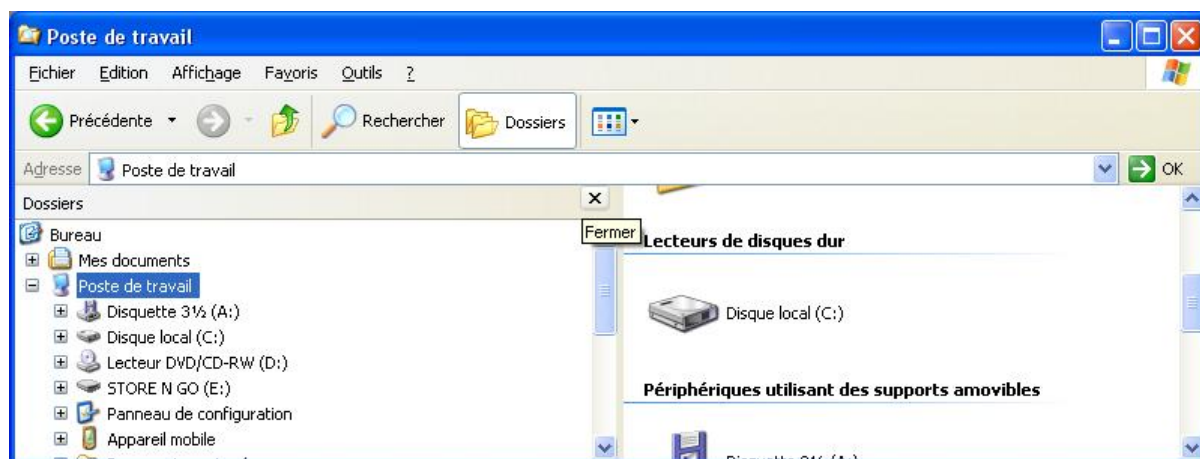 Poste de travail
Fichier Edition Affichage Favoris Outils ?
Précédente Rechercher Dossiers
Adresse Poste de travail OK
Dossiers
Fermer
Bureau
Mes documents
Poste de travail
Disquette 3½ (A:)
Disque local (C:)
Lecteur DVD/CD-RW (D:)
STORE N GO (E:)
Panneau de configuration
Appareil mobile
Lecteurs de disques dur
Disque local (C:)
Périphériques utilisant des supports amovibles